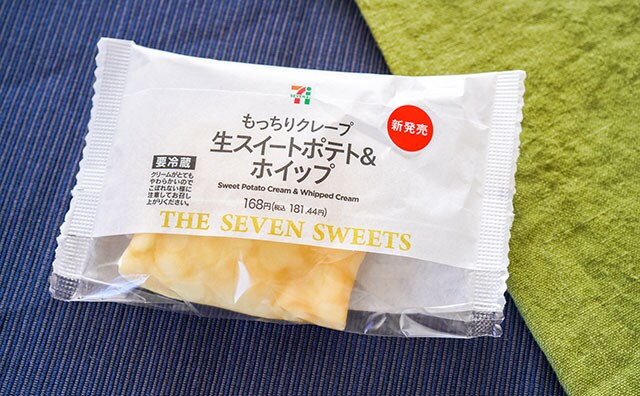 SEVEN & i
もっちりクレープ
新発売
生スイートポテト&
ホイップ
Sweet Potato Cream & Whipped Cream
168円(税込 181.44円)
要冷蔵
クリームがとても
やわらかいので
こぼれない様に
注意してお召し
上がりください。
THE SEVEN SWEETS